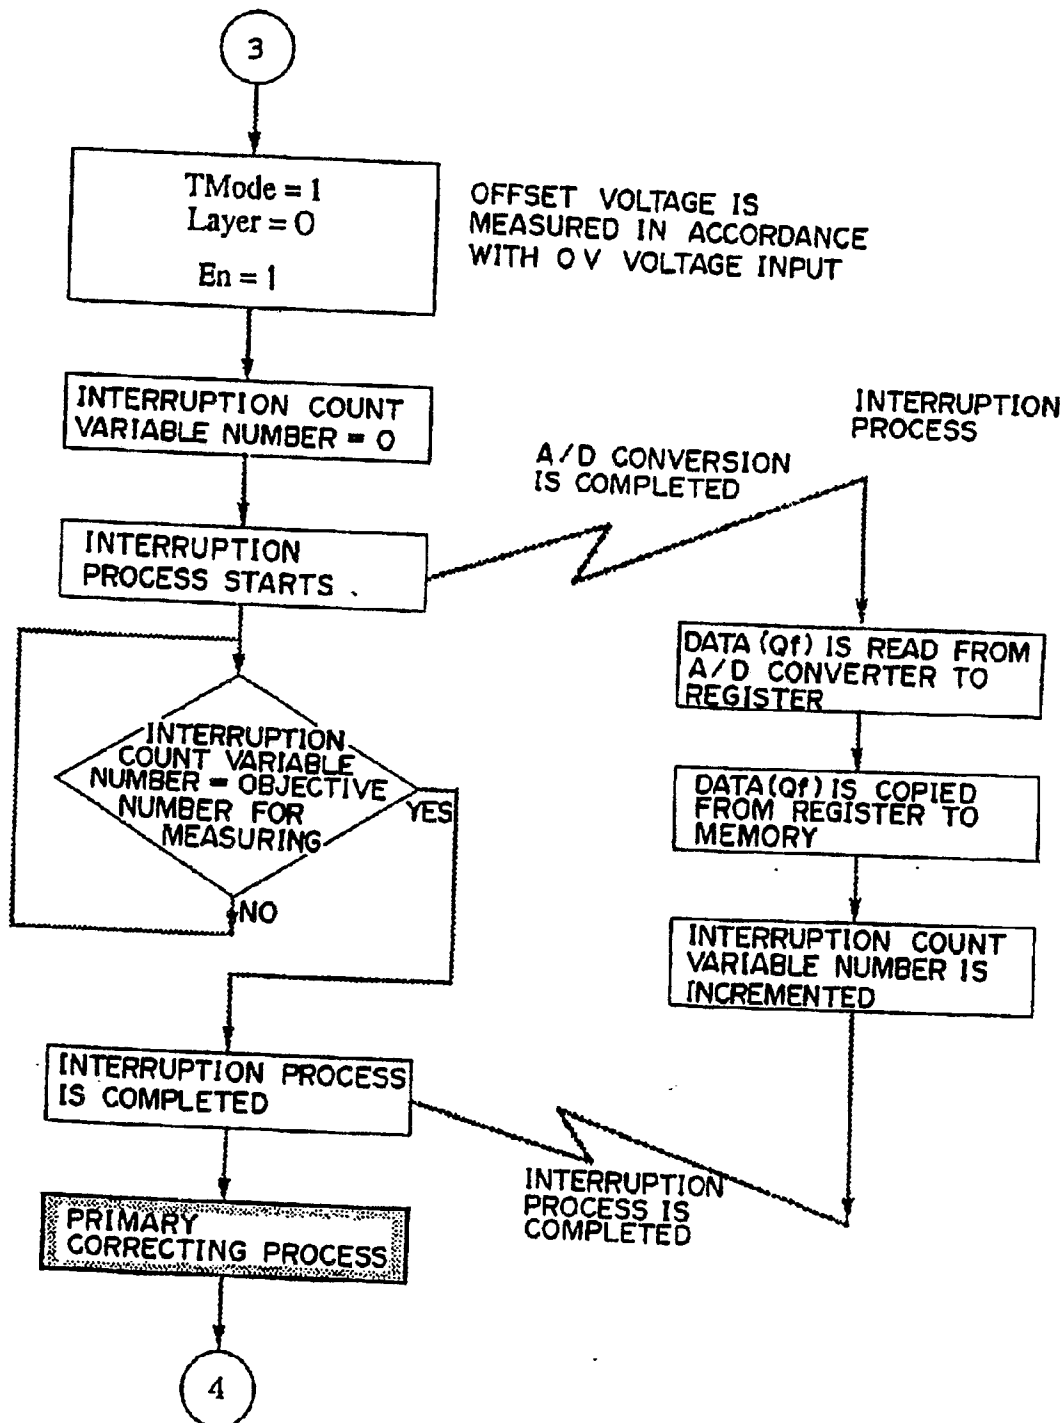 3
TMode = 1
Layer = 0
En = 1
OFFSET VOLTAGE IS
MEASURED IN ACCORDANCE
WITH 0V VOLTAGE INPUT
INTERRUPTION COUNT
VARIABLE NUMBER = 0
INTERRUPTION
PROCESS STARTS
A/D CONVERSION
IS COMPLETED
INTERRUPTION
PROCESS
INTERRUPTION
COUNT VARIABLE
NUMBER = OBJECTIVE
NUMBER FOR
MEASURING
YES
NO
DATA (Qf) IS READ FROM
A/D CONVERTER TO
REGISTER
DATA (Qf) IS COPIED
FROM REGISTER TO
MEMORY
INTERRUPTION COUNT
VARIABLE NUMBER IS
INCREMENTED
INTERRUPTION PROCESS
IS COMPLETED
INTERRUPTION
PROCESS IS
COMPLETED
PRIMARY
CORRECTING PROCESS
4